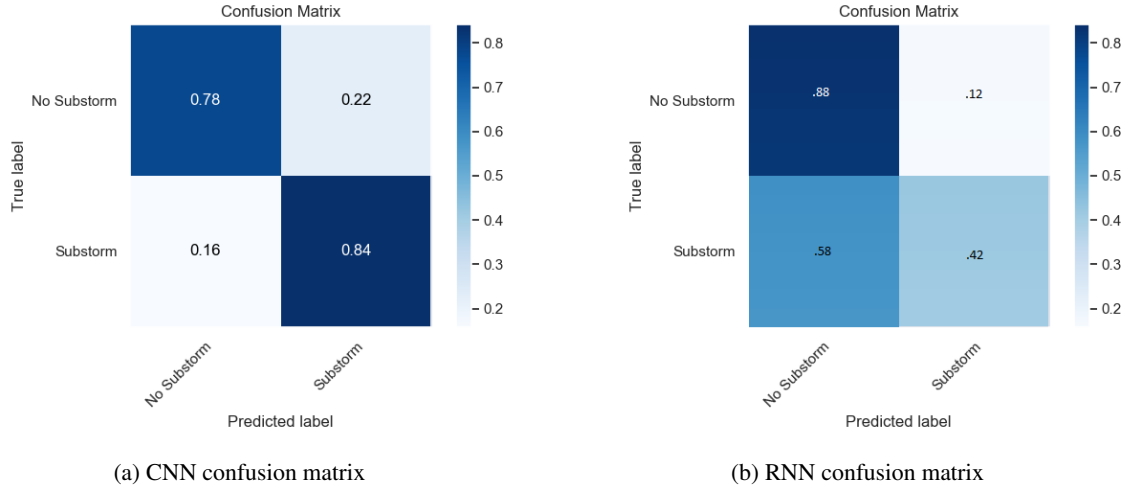 Confusion Matrix
No Substorm
Substorm
True label
0.78
0.22
0.16
0.84
0.8
0.7
0.6
0.5
0.4
0.3
0.2
No Substorm
Substorm
Predicted label
(a) CNN confusion matrix
Confusion Matrix
No Substorm
Substorm
True label
.88
.12
.58
.42
0.8
0.7
0.6
0.5
0.4
0.3
0.2
No Substorm
Substorm
Predicted label
(b) RNN confusion matrix